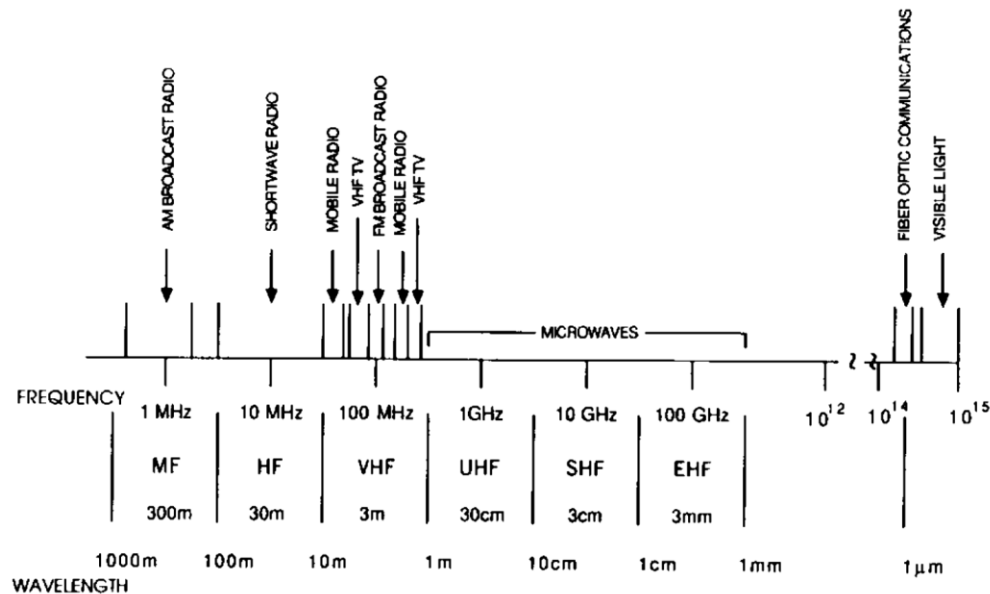 AM BROADCAST RADIO
SHORTWAVE RADIO
MOBILE RADIO
VHF TV
FM BROADCAST RADIO
MOBILE RADIO
VHF TV
FIBER OPTIC COMMUNICATIONS
VISIBLE LIGHT
MICROWAVES
FREQUENCY
1 MHz 10 MHz 100 MHz 1GHz 10 GHz 100 GHz 10¹² 10¹⁴ 10¹⁵
MF HF VHF UHF SHF EHF
300m 30m 3m 30cm 3cm 3mm
1000m 100m 10m 1m 10cm 1cm 1mm 1μm
WAVELENGTH